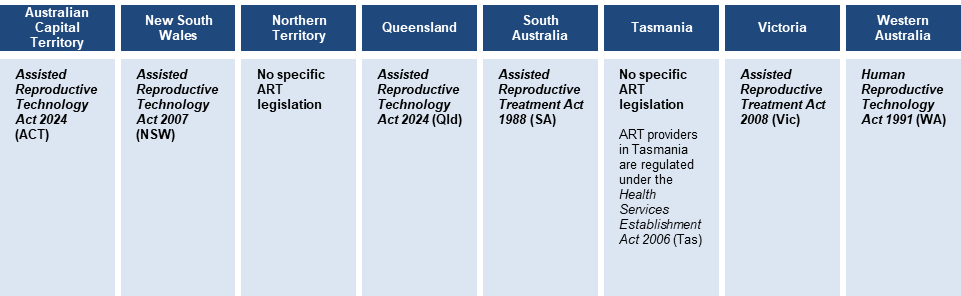 Australian
Capital
Territory
New South
Wales
Northern
Territory
Queensland
South
Australia
Tasmania
Victoria
Western
Australia
Assisted
Reproductive
Technology
Act 2024
(ACT)
Assisted
Reproductive
Technology
Act 2007
(NSW)
No specific
ART
legislation
Assisted
Reproductive
Technology
Act 2024 (Qld)
Assisted
Reproductive
Treatment Act
1988 (SA)
No specific
ART
legislation
ART providers
in Tasmania
are regulated
under the
Health
Services
Establishment
Act 2006 (Tas)
Assisted
Reproductive
Treatment Act
2008 (Vic)
Human
Reproductive
Technology
Act 1991 (WA)